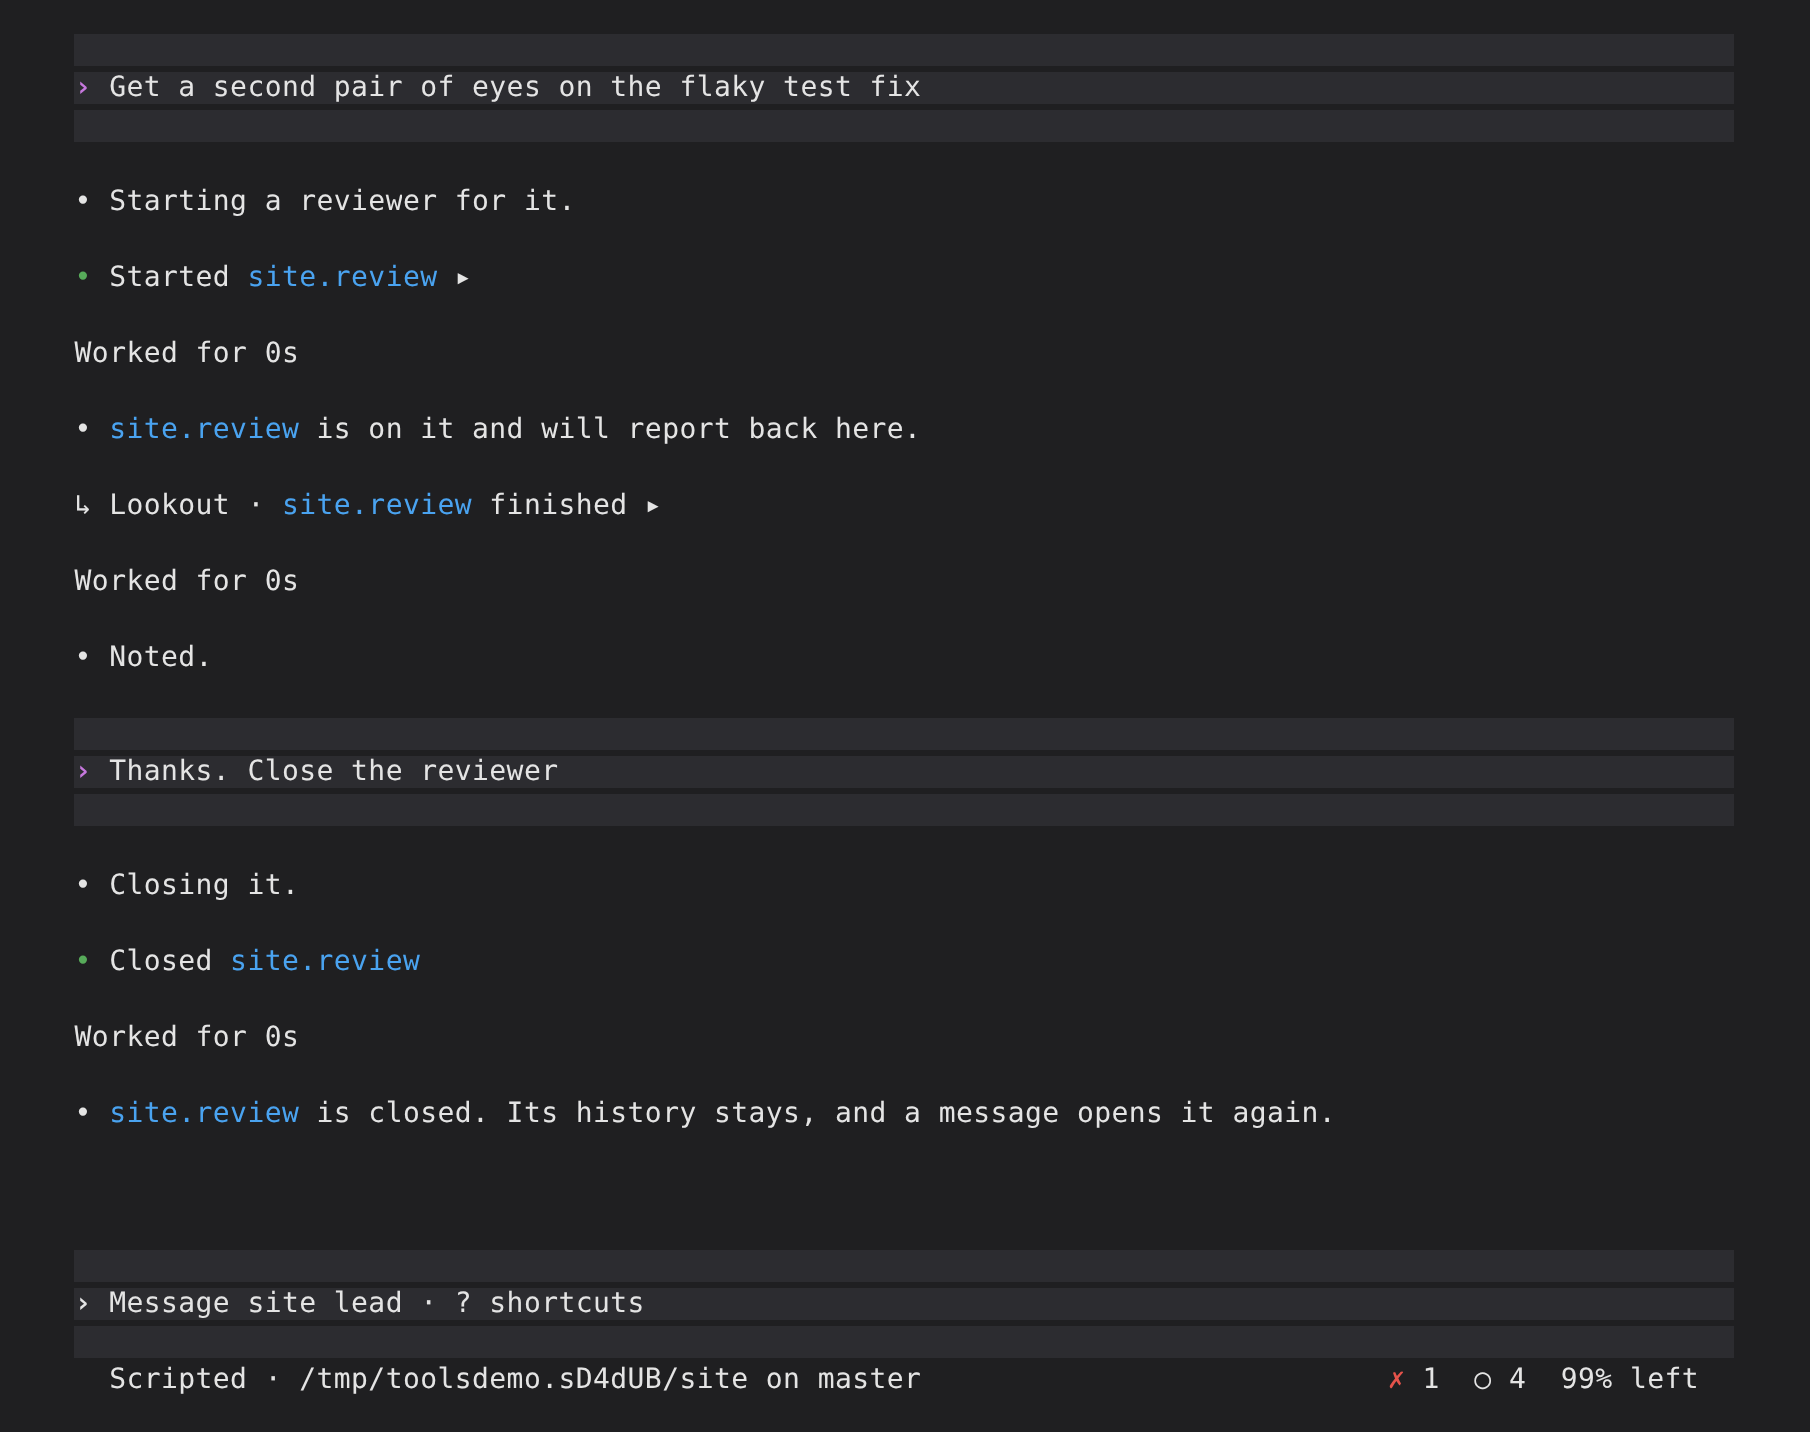 › Get a second pair of eyes on the flaky test fix
• Starting a reviewer for it.
• Started site.review ▸
Worked for 0s
• site.review is on it and will report back here.
↳ Lookout · site.review finished ▸
Worked for 0s
• Noted.
› Thanks. Close the reviewer
• Closing it.
• Closed site.review
Worked for 0s
• site.review is closed. Its history stays, and a message opens it again.
› Message site lead · ? shortcuts
Scripted · /tmp/toolsdemo.sD4dUB/site on master ✗ 1 ○ 4 99% left